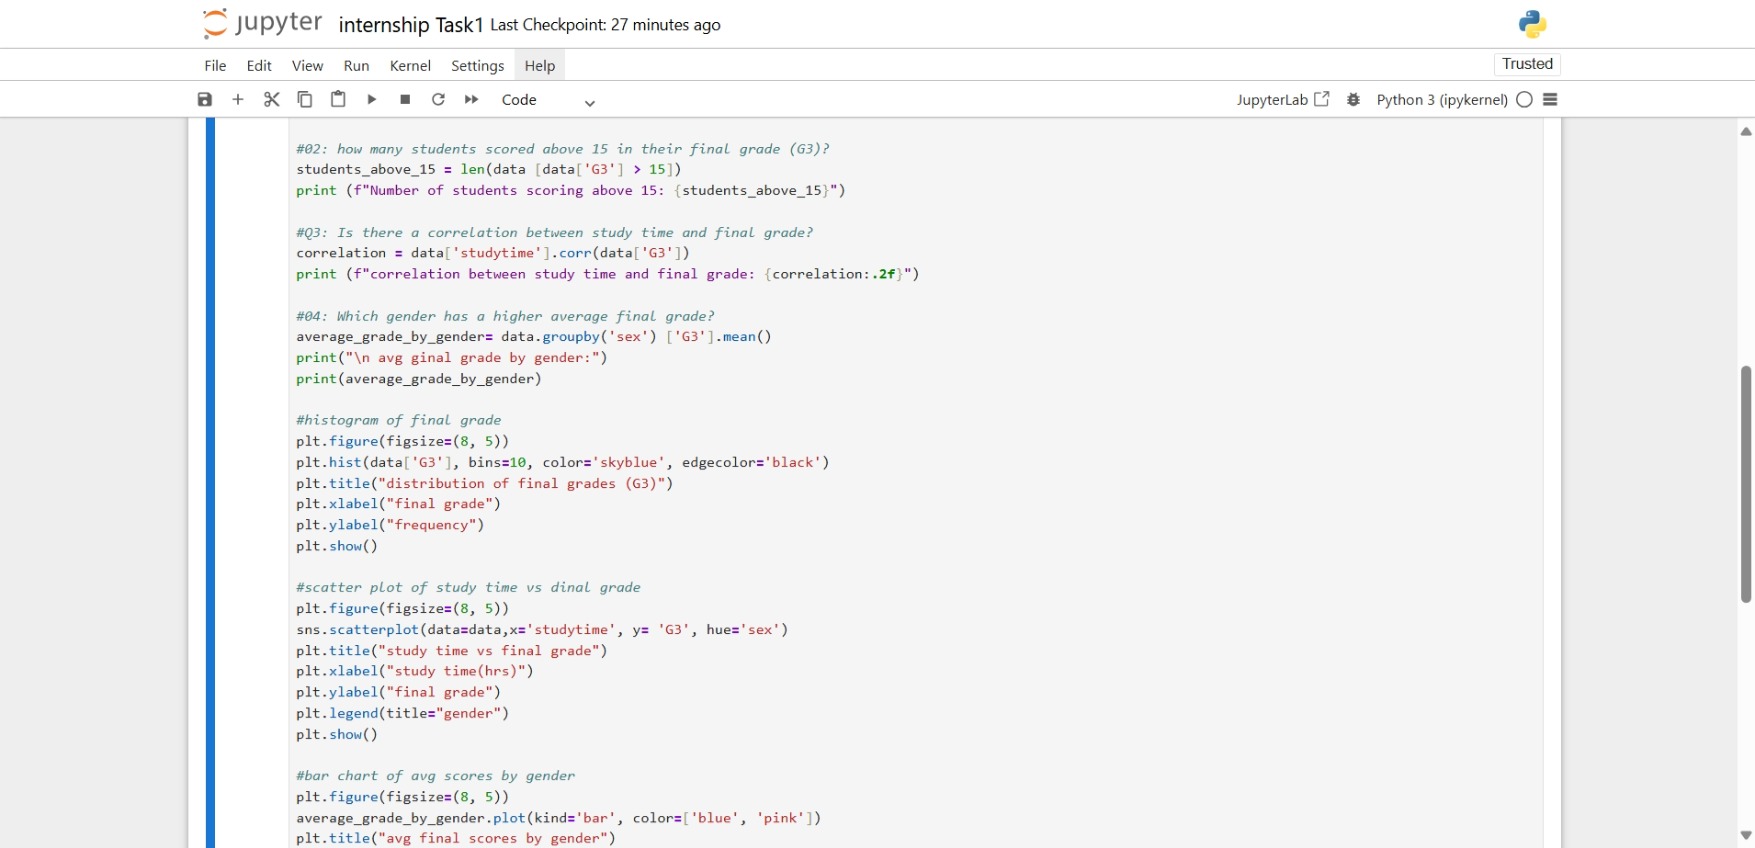 jupyter internship Task1 Last Checkpoint: 27 minutes ago
File Edit View Run Kernel Settings Help Trusted
Code JupyterLab Python 3 (ipykernel)
#02: how many students scored above 15 in their final grade (G3)?
students_above_15 = len(data [data['G3'] > 15])
print (f"Number of students scoring above 15: {students_above_15}")
#Q3: Is there a correlation between study time and final grade?
correlation = data['studytime'].corr(data['G3'])
print (f"correlation between study time and final grade: {correlation:.2f}")
#04: Which gender has a higher average final grade?
average_grade_by_gender= data.groupby('sex') ['G3'].mean()
print("\n avg ginal grade by gender:")
print(average_grade_by_gender)
#histogram of final grade
plt.figure(figsize=(8, 5))
plt.hist(data['G3'], bins=10, color='skyblue', edgecolor='black')
plt.title("distribution of final grades (G3)")
plt.xlabel("final grade")
plt.ylabel("frequency")
plt.show()
#scatter plot of study time vs dinal grade
plt.figure(figsize=(8, 5))
sns.scatterplot(data=data,x='studytime', y= 'G3', hue='sex')
plt.title("study time vs final grade")
plt.xlabel("study time(hrs)")
plt.ylabel("final grade")
plt.legend(title="gender")
plt.show()
#bar chart of avg scores by gender
plt.figure(figsize=(8, 5))
average_grade_by_gender.plot(kind='bar', color=['blue', 'pink'])
plt.title("avg final scores by gender")